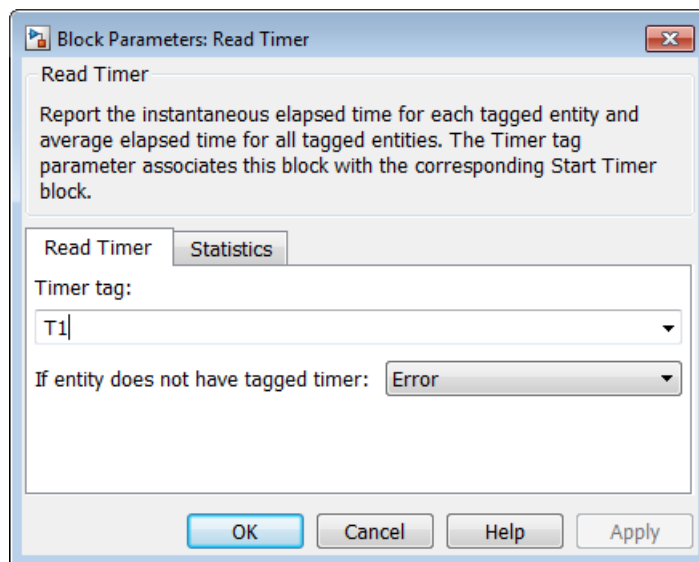 Block Parameters: Read Timer
Read Timer
Report the instantaneous elapsed time for each tagged entity and
average elapsed time for all tagged entities. The Timer tag
parameter associates this block with the corresponding Start Timer
block.
Read Timer Statistics
Timer tag:
T1
If entity does not have tagged timer: Error
OK Cancel Help Apply